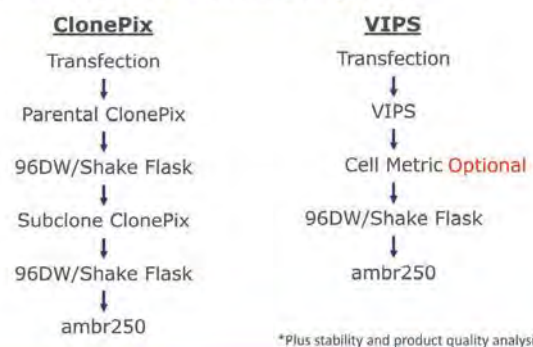 ClonePix
Transfection
Parental ClonePix
96DW/Shake Flask
Subclone ClonePix
96DW/Shake Flask
ambr250
VIPS
Transfection
VIPS
Cell Metric Optional
96DW/Shake Flask
ambr250
*Plus stability and product quality analysi